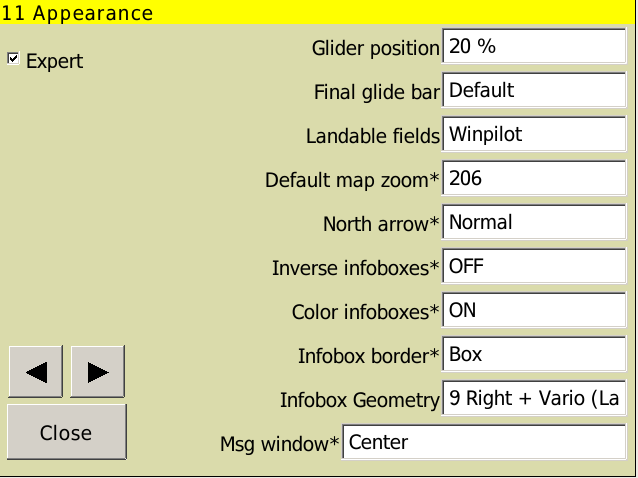 11 Appearance
Expert
Glider position 20 %
Final glide bar Default
Landable fields Winpilot
Default map zoom* 206
North arrow* Normal
Inverse infoboxes* OFF
Color infoboxes* ON
Infobox border* Box
Infobox Geometry 9 Right + Vario (La
Close
Msg window* Center